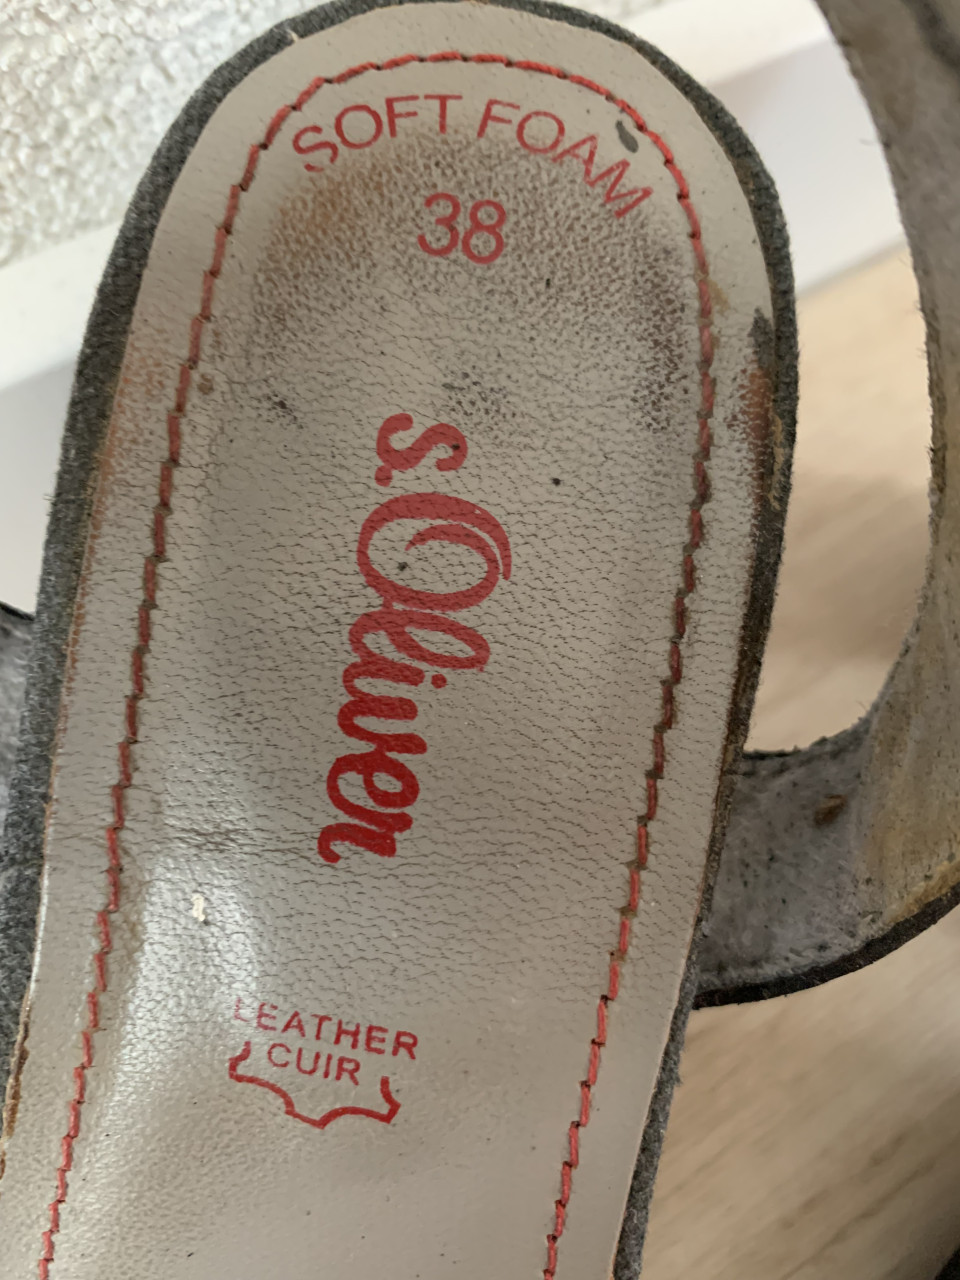 SOFT FOAM
38
s.Oliver
LEATHER
CUIR